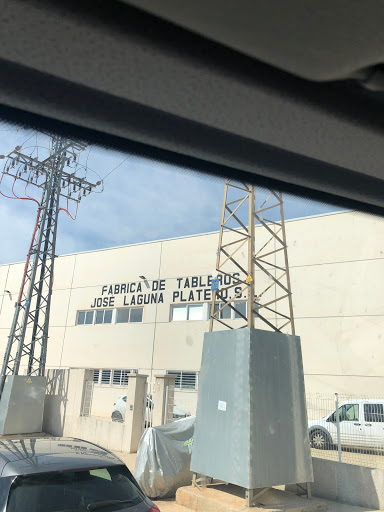 FABRICA DE TABLEROS
JOSE LAGUNA PLATERO, S.